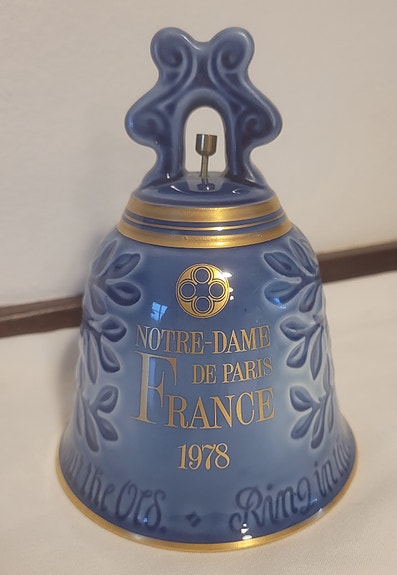 NOTRE-DAME
DE PARIS
FRANCE
1978
the Old. • Ring in